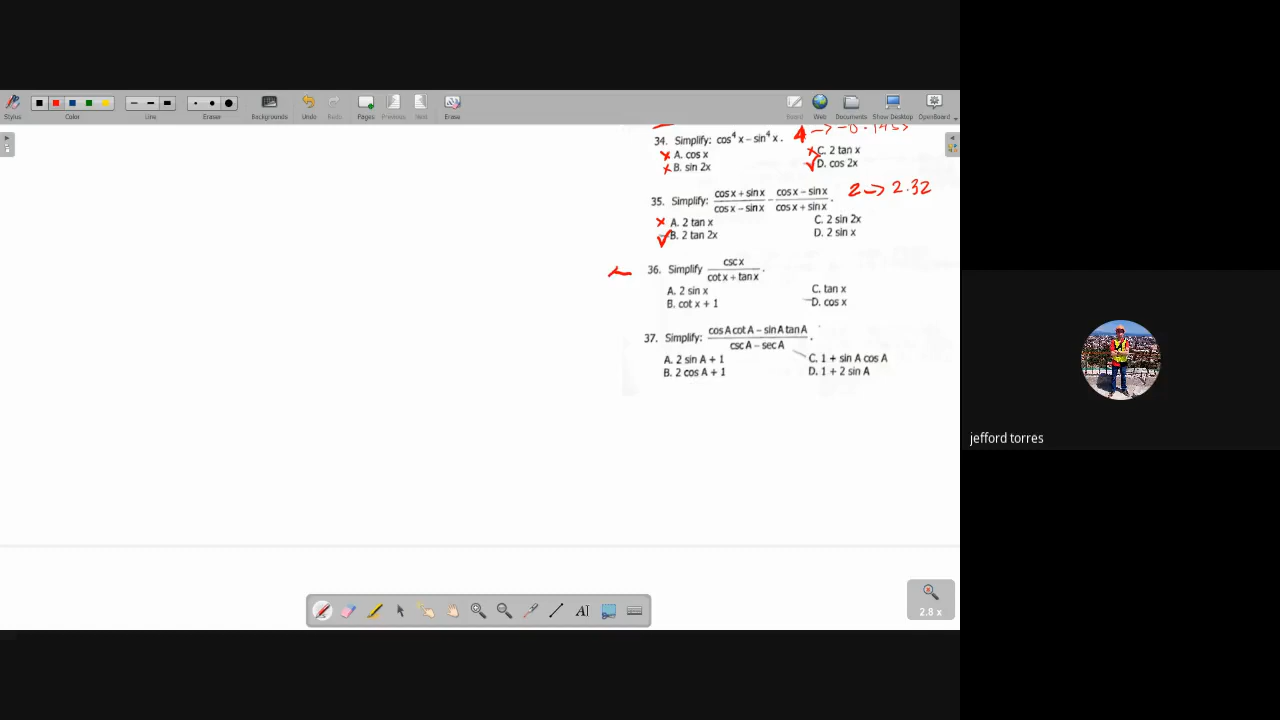 Stylus Color Line Eraser Backgrounds Undo Redo Pages Previous Next Erase Board Web Documents Show Desktop OpenBoard
4 -> -0.1455
34. Simplify: cos⁴ x − sin⁴ x.
x A. cos x
x C. 2 tan x
x B. sin 2x
✓ D. cos 2x
35. Simplify: (cos x + sin x)/(cos x − sin x) − (cos x − sin x)/(cos x + sin x). 2 -> 2.32
x A. 2 tan x
C. 2 sin 2x
✓ B. 2 tan 2x
D. 2 sin x
36. Simplify (csc x)/(cot x + tan x).
A. 2 sin x
C. tan x
B. cot x + 1
D. cos x
37. Simplify: (cos A cot A − sin A tan A)/(csc A − sec A).
A. 2 sin A + 1
C. 1 + sin A cos A
B. 2 cos A + 1
D. 1 + 2 sin A
jefford torres
2.8 x